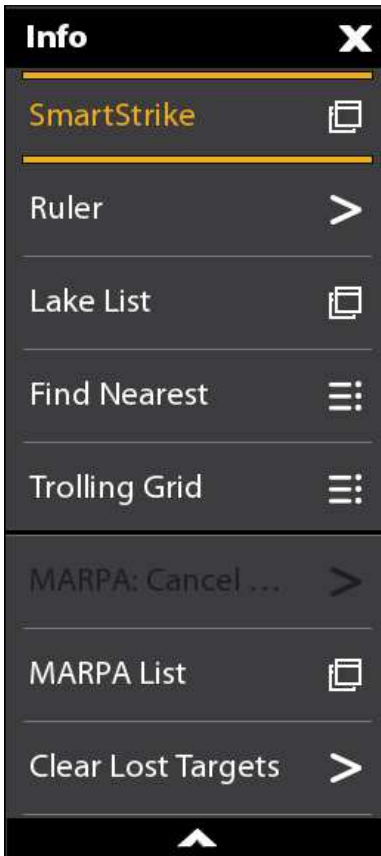 Info
SmartStrike
Ruler
Lake List
Find Nearest
Trolling Grid
MARPA: Cancel ...
MARPA List
Clear Lost Targets